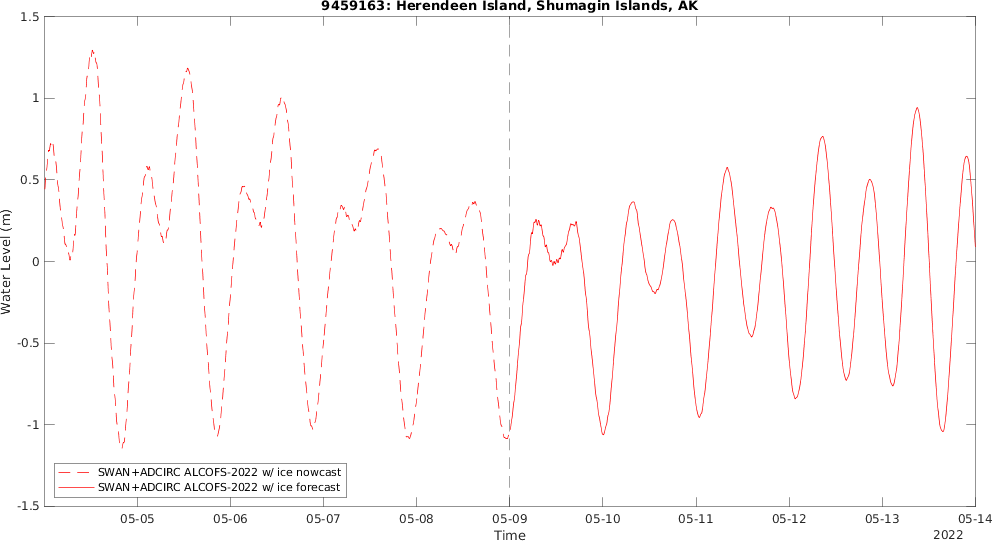 9459163: Herendeen Island, Shumagin Islands, AK
1.5
1
0.5
0
-0.5
-1
-1.5
Water Level (m)
SWAN+ADCIRC ALCOFS-2022 w/ ice nowcast
SWAN+ADCIRC ALCOFS-2022 w/ ice forecast
05-05 05-06 05-07 05-08 05-09 05-10 05-11 05-12 05-13 05-14
Time
2022